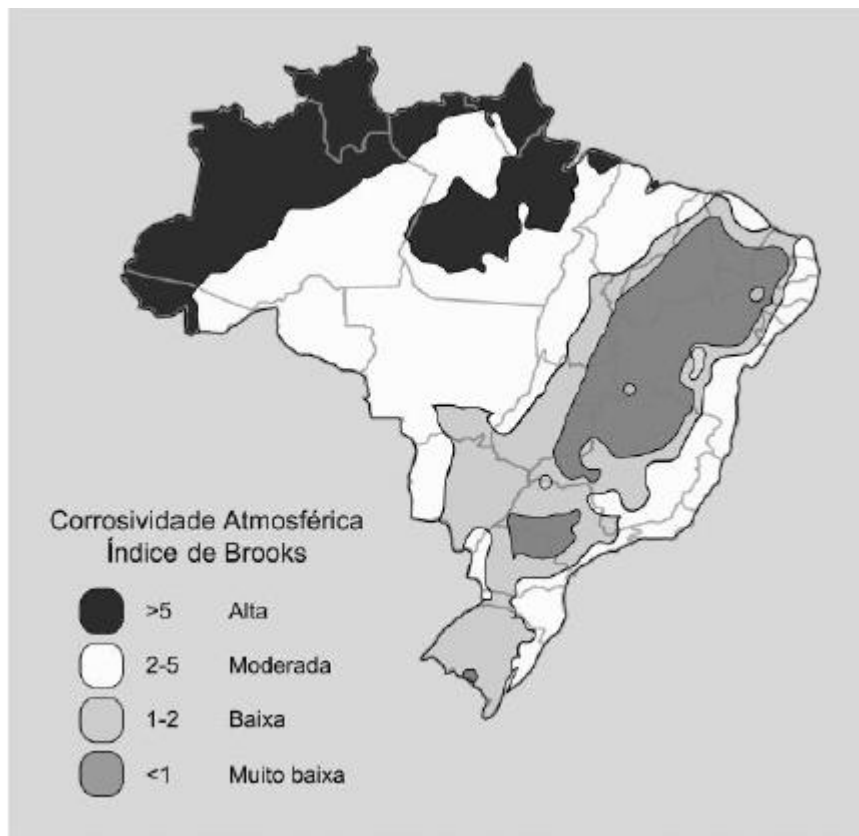 Corrosividade Atmosférica
Índice de Brooks
>5 Alta
2-5 Moderada
1-2 Baixa
<1 Muito baixa